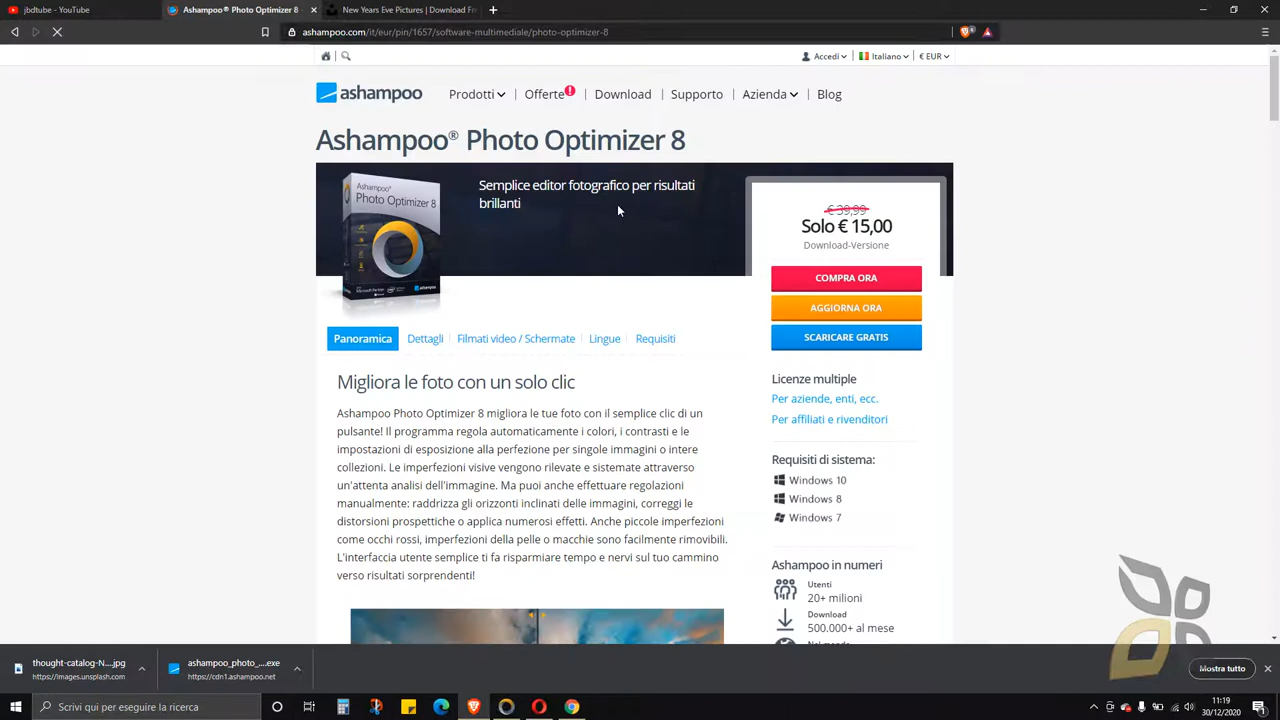 jbdtube - YouTube
Ashampoo® Photo Optimizer 8 -
New Years Eve Pictures | Download Fr
ashampoo.com/it/eur/pin/1657/software-multimediale/photo-optimizer-8
Accedi
Italiano
€ EUR
ashampoo
Prodotti
Offerte
Download
Supporto
Azienda
Blog
Ashampoo® Photo Optimizer 8
Ashampoo®
Photo Optimizer 8
Semplice editor fotografico per risultati
brillanti
€ 39,99
Solo € 15,00
Download-Versione
COMPRA ORA
AGGIORNA ORA
SCARICARE GRATIS
Panoramica
Dettagli
Filmati video / Schermate
Lingue
Requisiti
Migliora le foto con un solo clic
Ashampoo Photo Optimizer 8 migliora le tue foto con il semplice clic di un
pulsante! Il programma regola automaticamente i colori, i contrasti e le
impostazioni di esposizione alla perfezione per singole immagini o intere
collezioni. Le imperfezioni visive vengono rilevate e sistemate attraverso
un'attenta analisi dell'immagine. Ma puoi anche effettuare regolazioni
manualmente: raddrizza gli orizzonti inclinati delle immagini, correggi le
distorsioni prospettiche o applica numerosi effetti. Anche piccole imperfezioni
come occhi rossi, imperfezioni della pelle o macchie sono facilmente rimovibili.
L'interfaccia utente semplice ti fa risparmiare tempo e nervi sul tuo cammino
verso risultati sorprendenti!
Licenze multiple
Per aziende, enti, ecc.
Per affiliati e rivenditori
Requisiti di sistema:
Windows 10
Windows 8
Windows 7
Ashampoo in numeri
Utenti
20+ milioni
Download
500.000+ al mese
thought-catalog-N....jpg
https://images.unsplash.com
ashampoo_photo_....exe
https://cdn1.ashampoo.net
Mostra tutto
Scrivi qui per eseguire la ricerca
11:19
30/12/2020